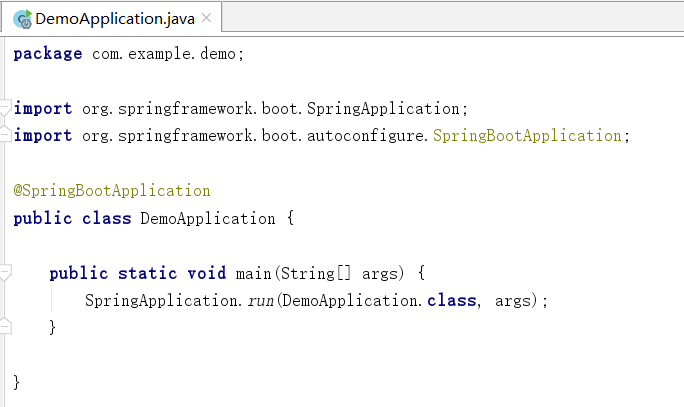 DemoApplication.java
package com.example.demo;
import org.springframework.boot.SpringApplication;
import org.springframework.boot.autoconfigure.SpringBootApplication;
@SpringBootApplication
public class DemoApplication {
public static void main(String[] args) {
SpringApplication.run(DemoApplication.class, args);
}
}